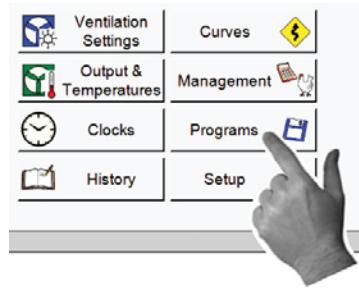 Ventilation
Settings
Curves
Output &
Temperatures
Management
Clocks
Programs
History
Setup